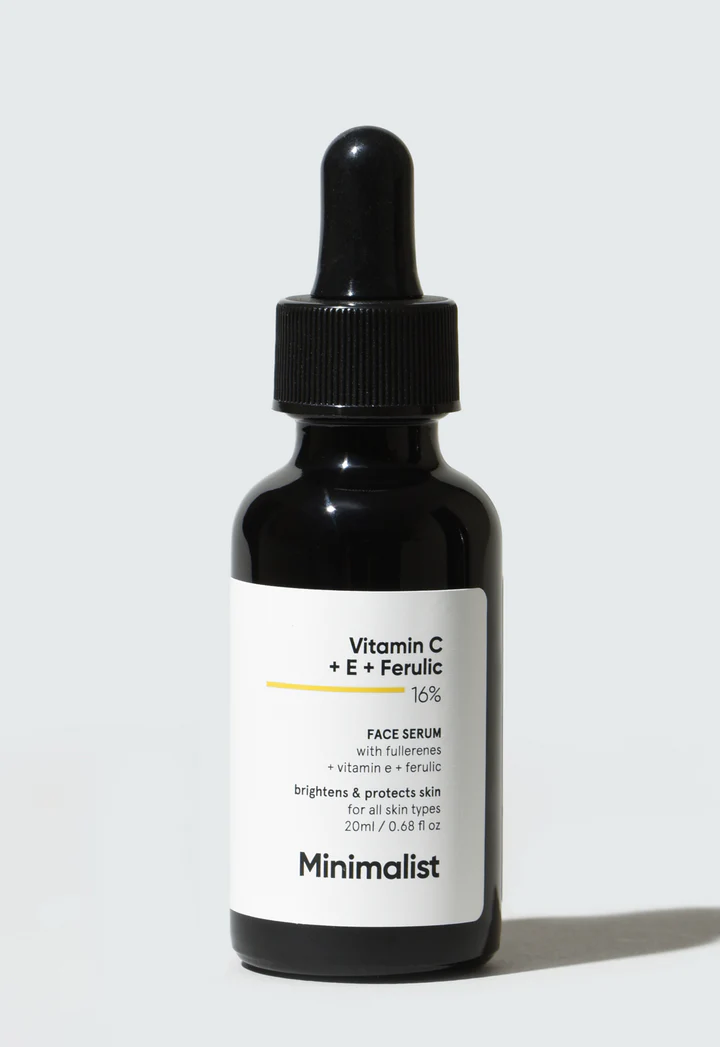 Vitamin C
+ E + Ferulic
16%
FACE SERUM
with fullerenes
+ vitamin e + ferulic
brightens & protects skin
for all skin types
20ml / 0.68 fl oz
Minimalist